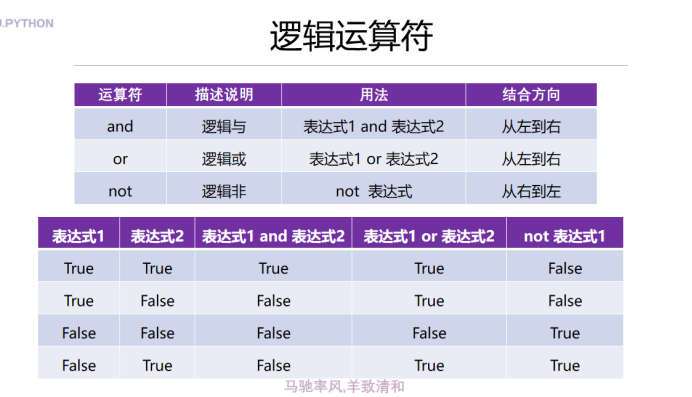 J.PYTHON
逻辑运算符
运算符 描述说明 用法 结合方向
and 逻辑与 表达式1 and 表达式2 从左到右
or 逻辑或 表达式1 or 表达式2 从左到右
not 逻辑非 not 表达式 从右到左
表达式1 表达式2 表达式1 and 表达式2 表达式1 or 表达式2 not 表达式1
True True True True False
True False False True False
False False False False True
False True False True True
马驰率风,羊致清和